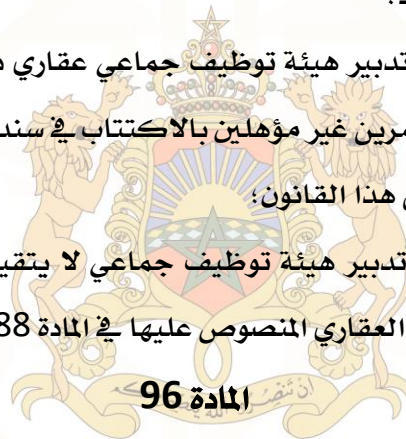 تدبير هيئة توظيف جماعي عقاري
مرين غير مؤهلين بالاكتتاب في سند
هذا القانون؛
تدبير هيئة توظيف جماعي لا يتقي
العقاري المنصوص عليها في المادة 88
المادة 96